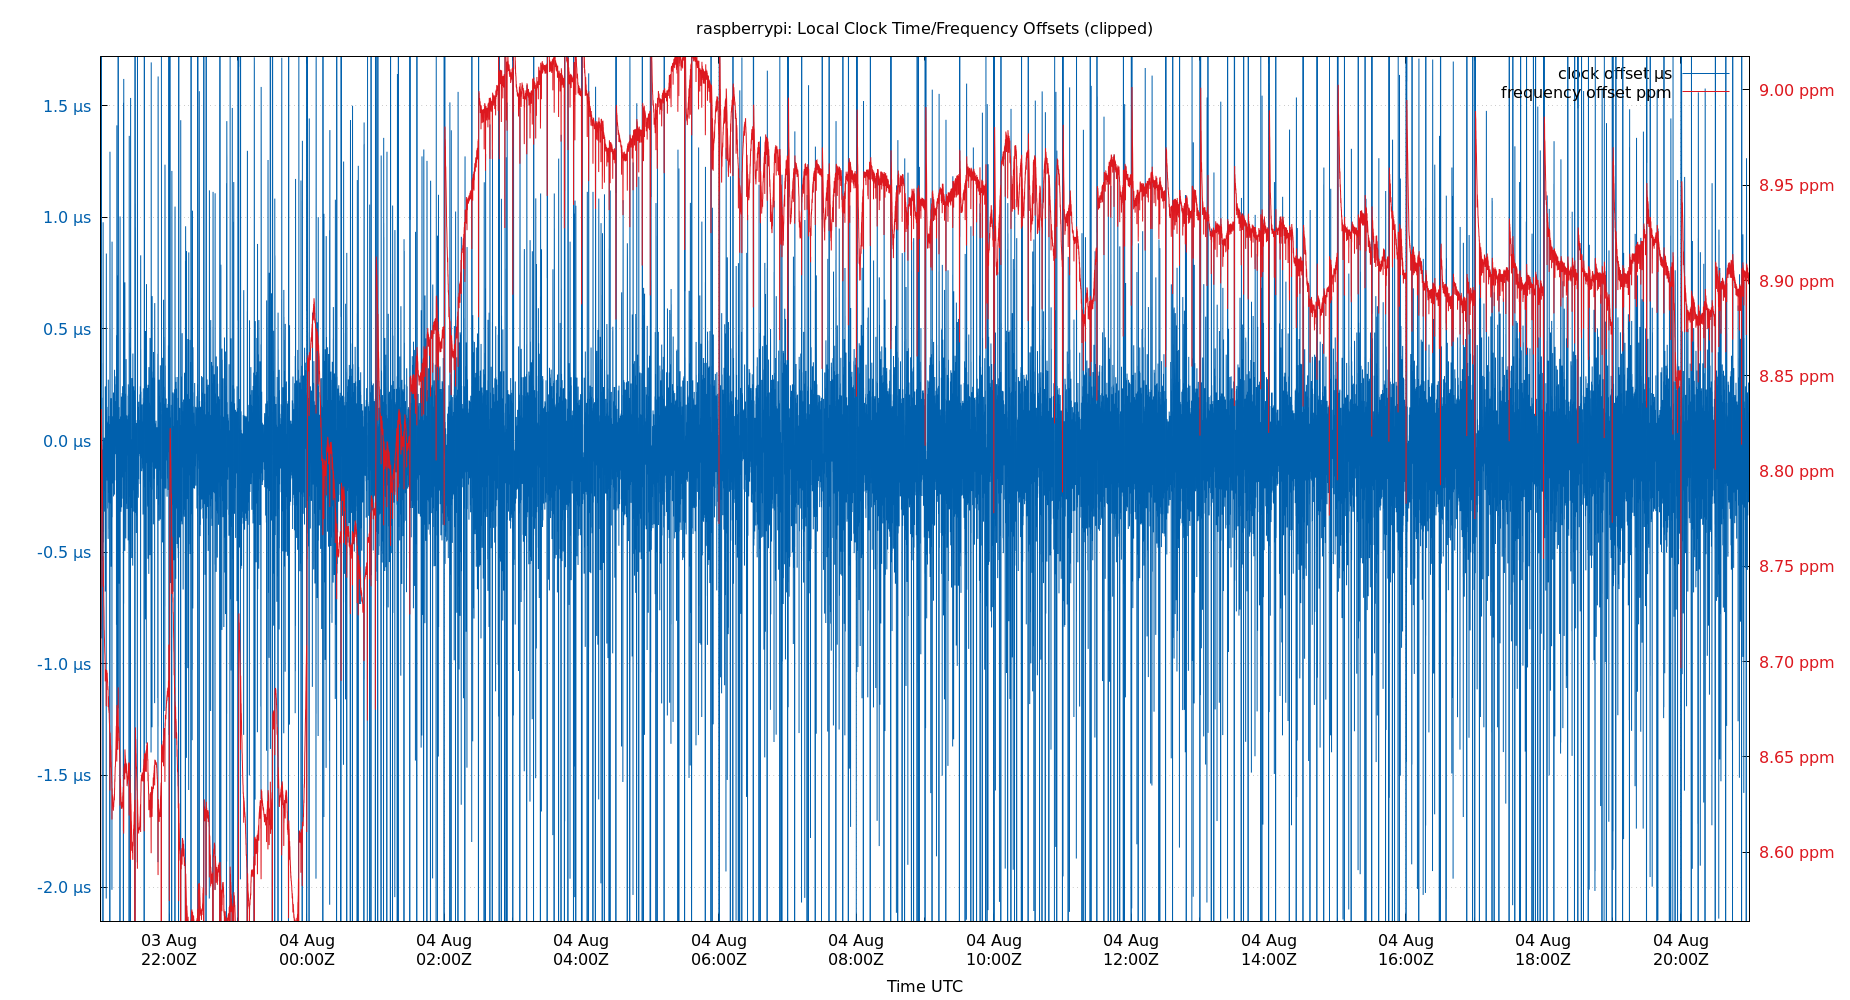 raspberrypi: Local Clock Time/Frequency Offsets (clipped)
clock offset µs
frequency offset ppm
1.5 µs
1.0 µs
0.5 µs
0.0 µs
-0.5 µs
-1.0 µs
-1.5 µs
-2.0 µs
9.00 ppm
8.95 ppm
8.90 ppm
8.85 ppm
8.80 ppm
8.75 ppm
8.70 ppm
8.65 ppm
8.60 ppm
03 Aug 04 Aug 04 Aug 04 Aug 04 Aug 04 Aug 04 Aug 04 Aug 04 Aug 04 Aug 04 Aug 04 Aug
22:00Z 00:00Z 02:00Z 04:00Z 06:00Z 08:00Z 10:00Z 12:00Z 14:00Z 16:00Z 18:00Z 20:00Z
Time UTC